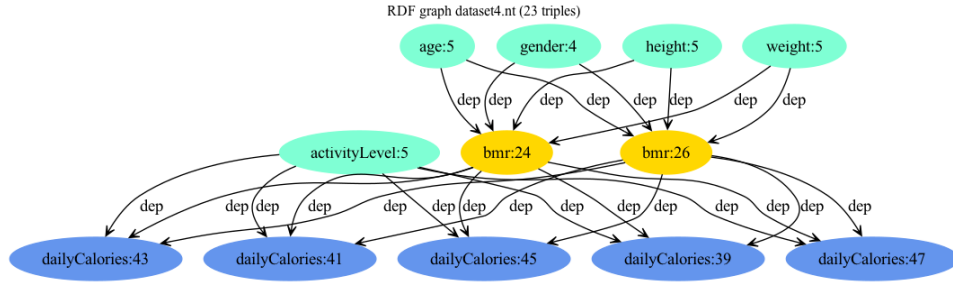 RDF graph dataset4.nt (23 triples)
age:5 gender:4 height:5 weight:5
dep dep dep dep dep dep dep dep
activityLevel:5 bmr:24 bmr:26
dep dep dep dep dep dep dep dep dep dep dep dep dep dep dep
dailyCalories:43 dailyCalories:41 dailyCalories:45 dailyCalories:39 dailyCalories:47